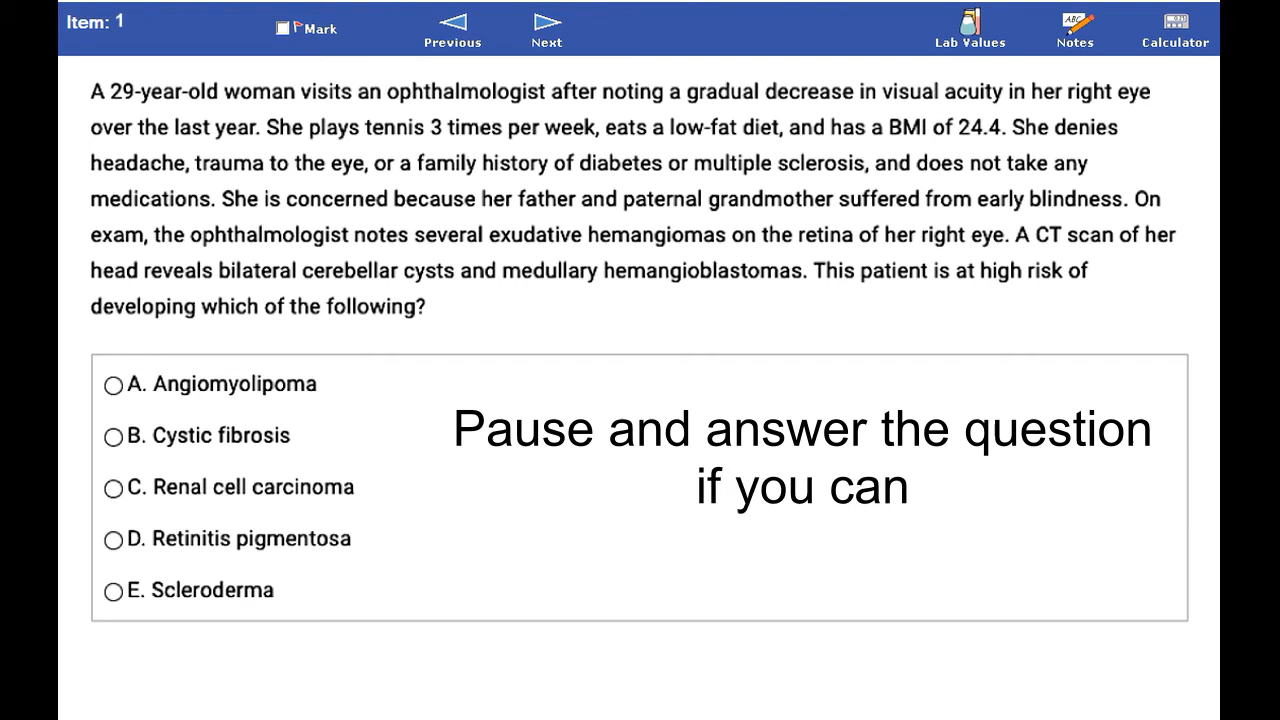 Item: 1
Mark
Previous
Next
Lab Values
Notes
Calculator
A 29-year-old woman visits an ophthalmologist after noting a gradual decrease in visual acuity in her right eye
over the last year. She plays tennis 3 times per week, eats a low-fat diet, and has a BMI of 24.4. She denies
headache, trauma to the eye, or a family history of diabetes or multiple sclerosis, and does not take any
medications. She is concerned because her father and paternal grandmother suffered from early blindness. On
exam, the ophthalmologist notes several exudative hemangiomas on the retina of her right eye. A CT scan of her
head reveals bilateral cerebellar cysts and medullary hemangioblastomas. This patient is at high risk of
developing which of the following?
A. Angiomyolipoma
B. Cystic fibrosis
C. Renal cell carcinoma
D. Retinitis pigmentosa
E. Scleroderma
Pause and answer the question
if you can